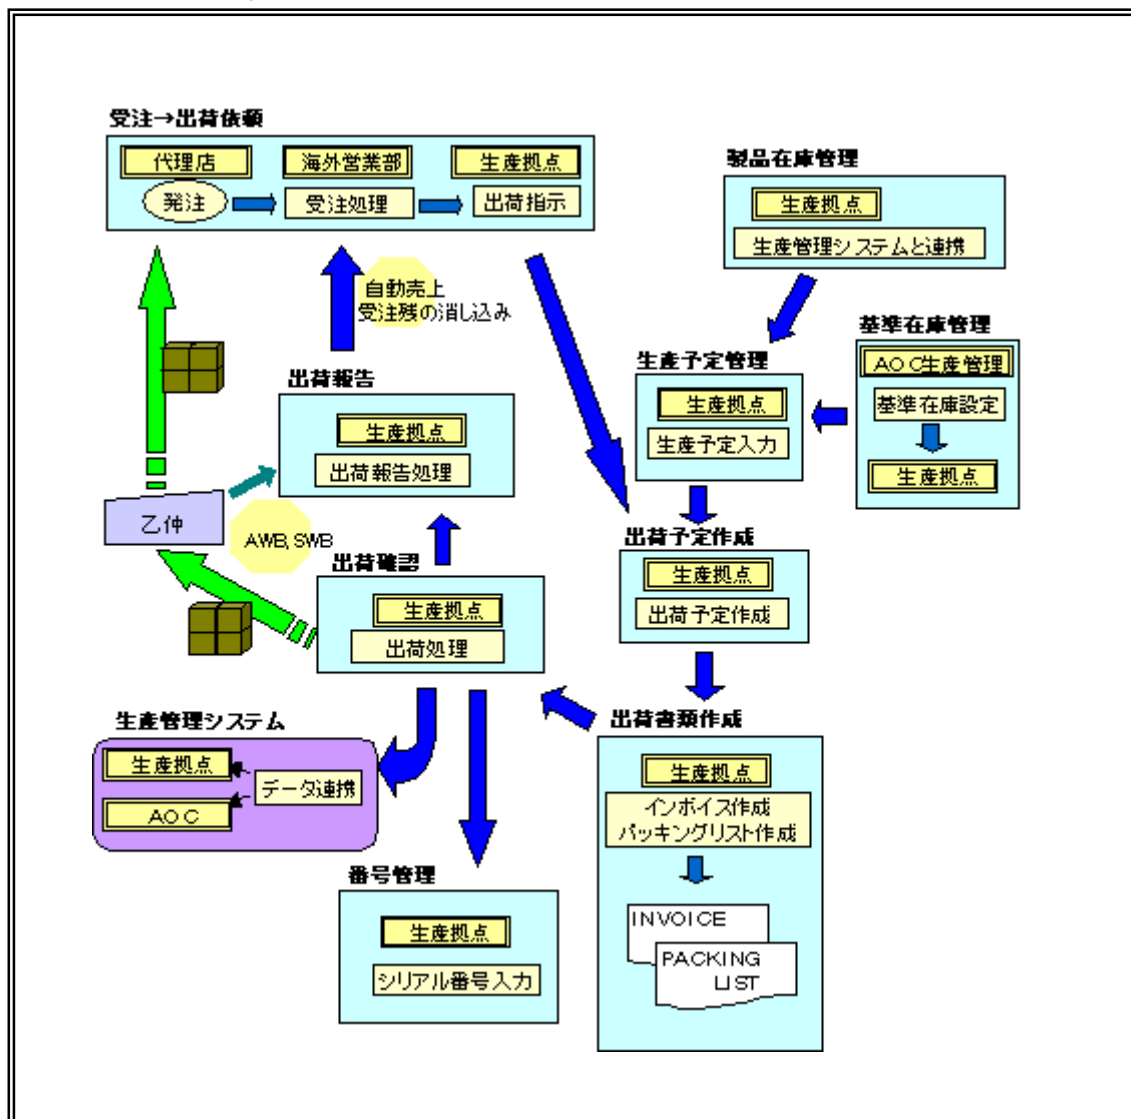 受注→出荷依頼
代理店
海外営業部
生産拠点
発注
受注処理
出荷指示
製品在庫管理
生産拠点
生産管理システムと連携
自動売上
受注残の消し込み
基準在庫管理
AOC生産管理
基準在庫設定
生産拠点
生産予定管理
生産拠点
生産予定入力
出荷報告
生産拠点
出荷報告処理
乙仲
AWB, SWB
出荷予定作成
生産拠点
出荷予定作成
出荷確認
生産拠点
出荷処理
出荷書類作成
生産拠点
インボイス作成
パッキングリスト作成
INVOICE
PACKING
LIST
生産管理システム
生産拠点
データ連携
AOC
番号管理
生産拠点
シリアル番号入力